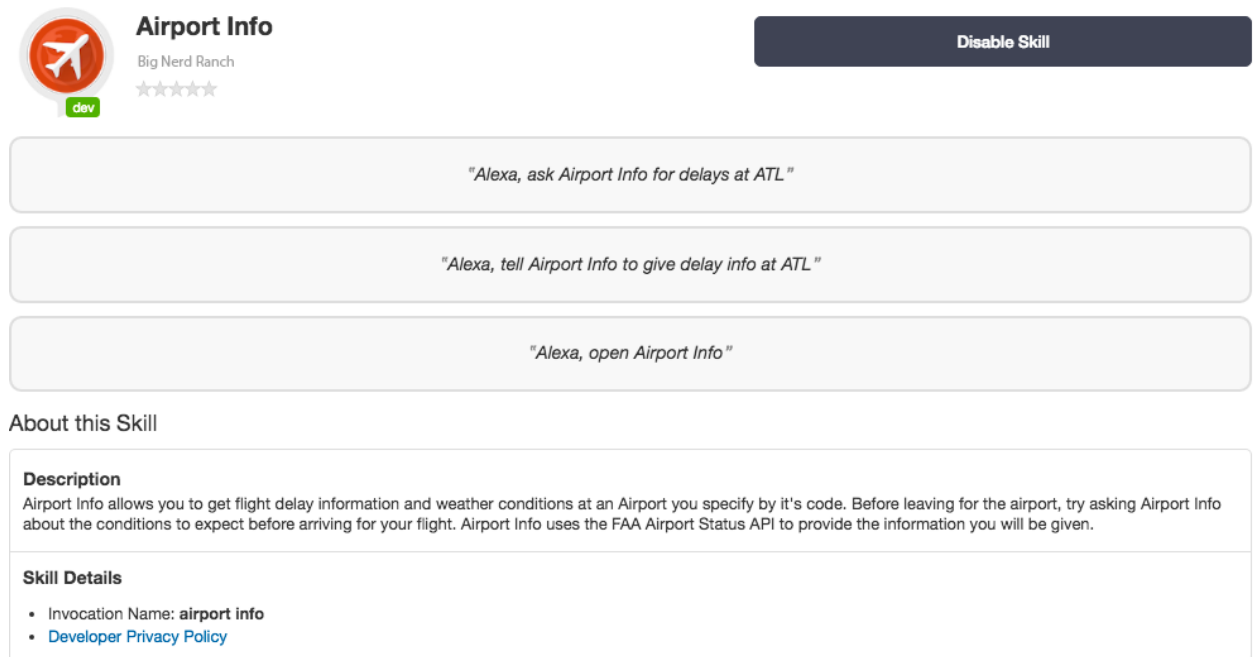 Airport Info
Disable Skill
Big Nerd Ranch
dev
"Alexa, ask Airport Info for delays at ATL"
"Alexa, tell Airport Info to give delay info at ATL"
"Alexa, open Airport Info"
About this Skill
Description
Airport Info allows you to get flight delay information and weather conditions at an Airport you specify by it's code. Before leaving for the airport, try asking Airport Info
about the conditions to expect before arriving for your flight. Airport Info uses the FAA Airport Status API to provide the information you will be given.
Skill Details
• Invocation Name: airport info
• Developer Privacy Policy